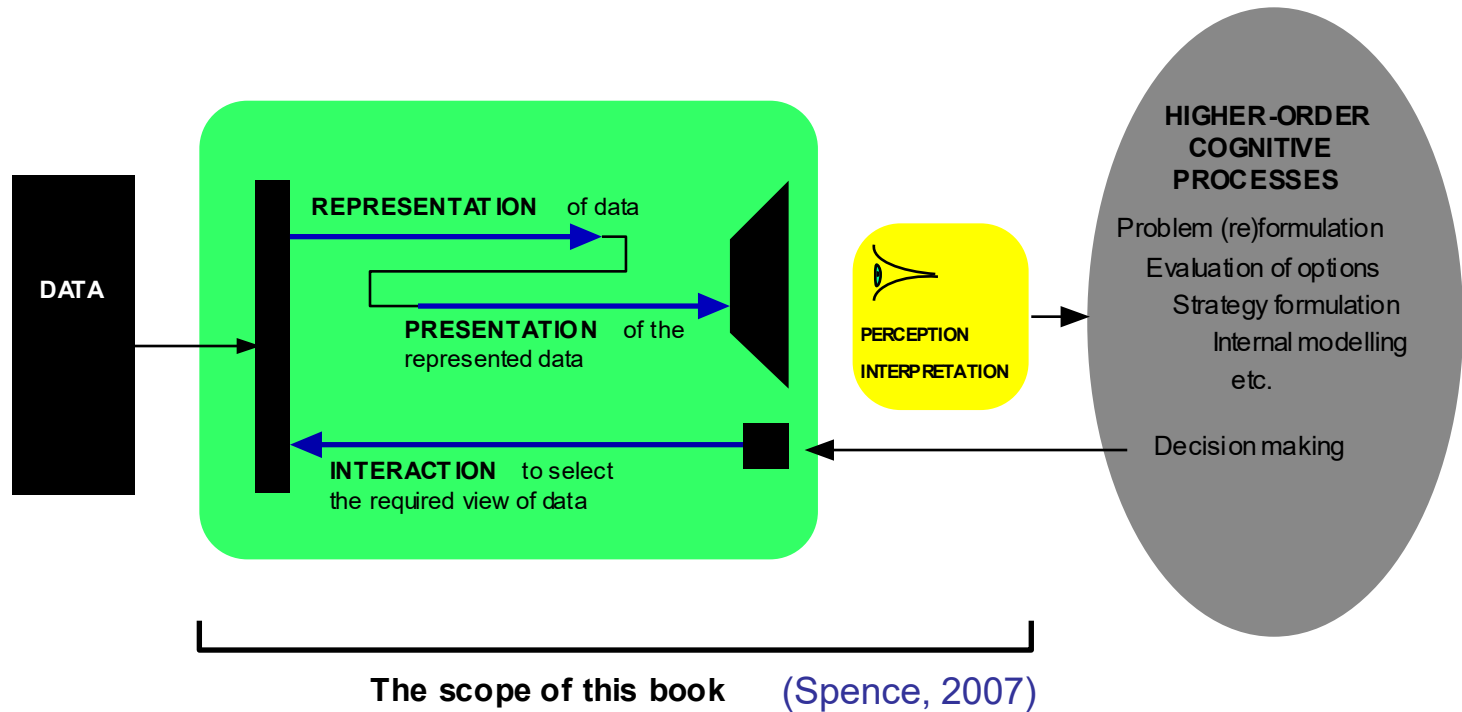 DATA
REPRESENTATION of data
PRESENTATION of the
represented data
INTERACTION to select
the required view of data
PERCEPTION
INTERPRETATION
HIGHER-ORDER
COGNITIVE
PROCESSES
Problem (re)formulation
Evaluation of options
Strategy formulation
Internal modelling
etc.
Decision making
The scope of this book (Spence, 2007)